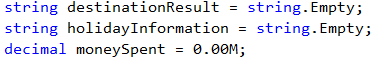 string destinationResult = string.Empty;
string holidayInformation = string.Empty;
decimal moneySpent = 0.00M;